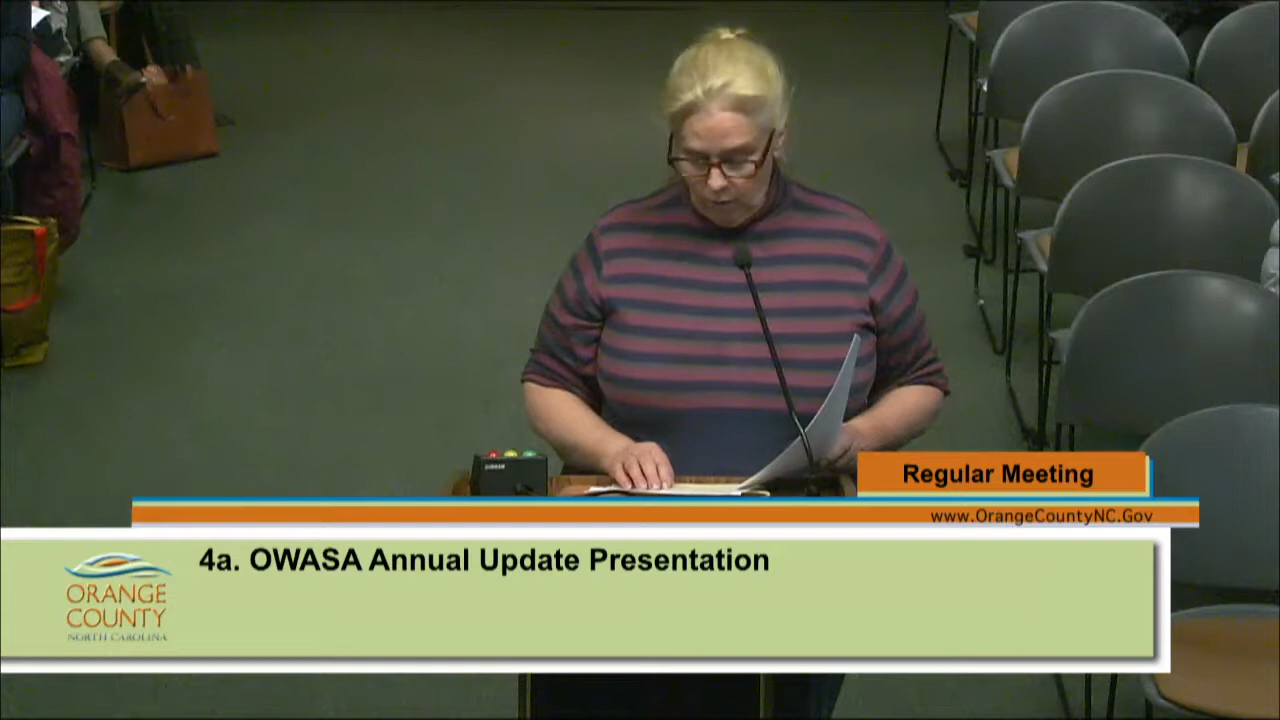 Regular Meeting
www.OrangeCountyNC.Gov
4a. OWASA Annual Update Presentation
ORANGE
COUNTY
NORTH CAROLINA